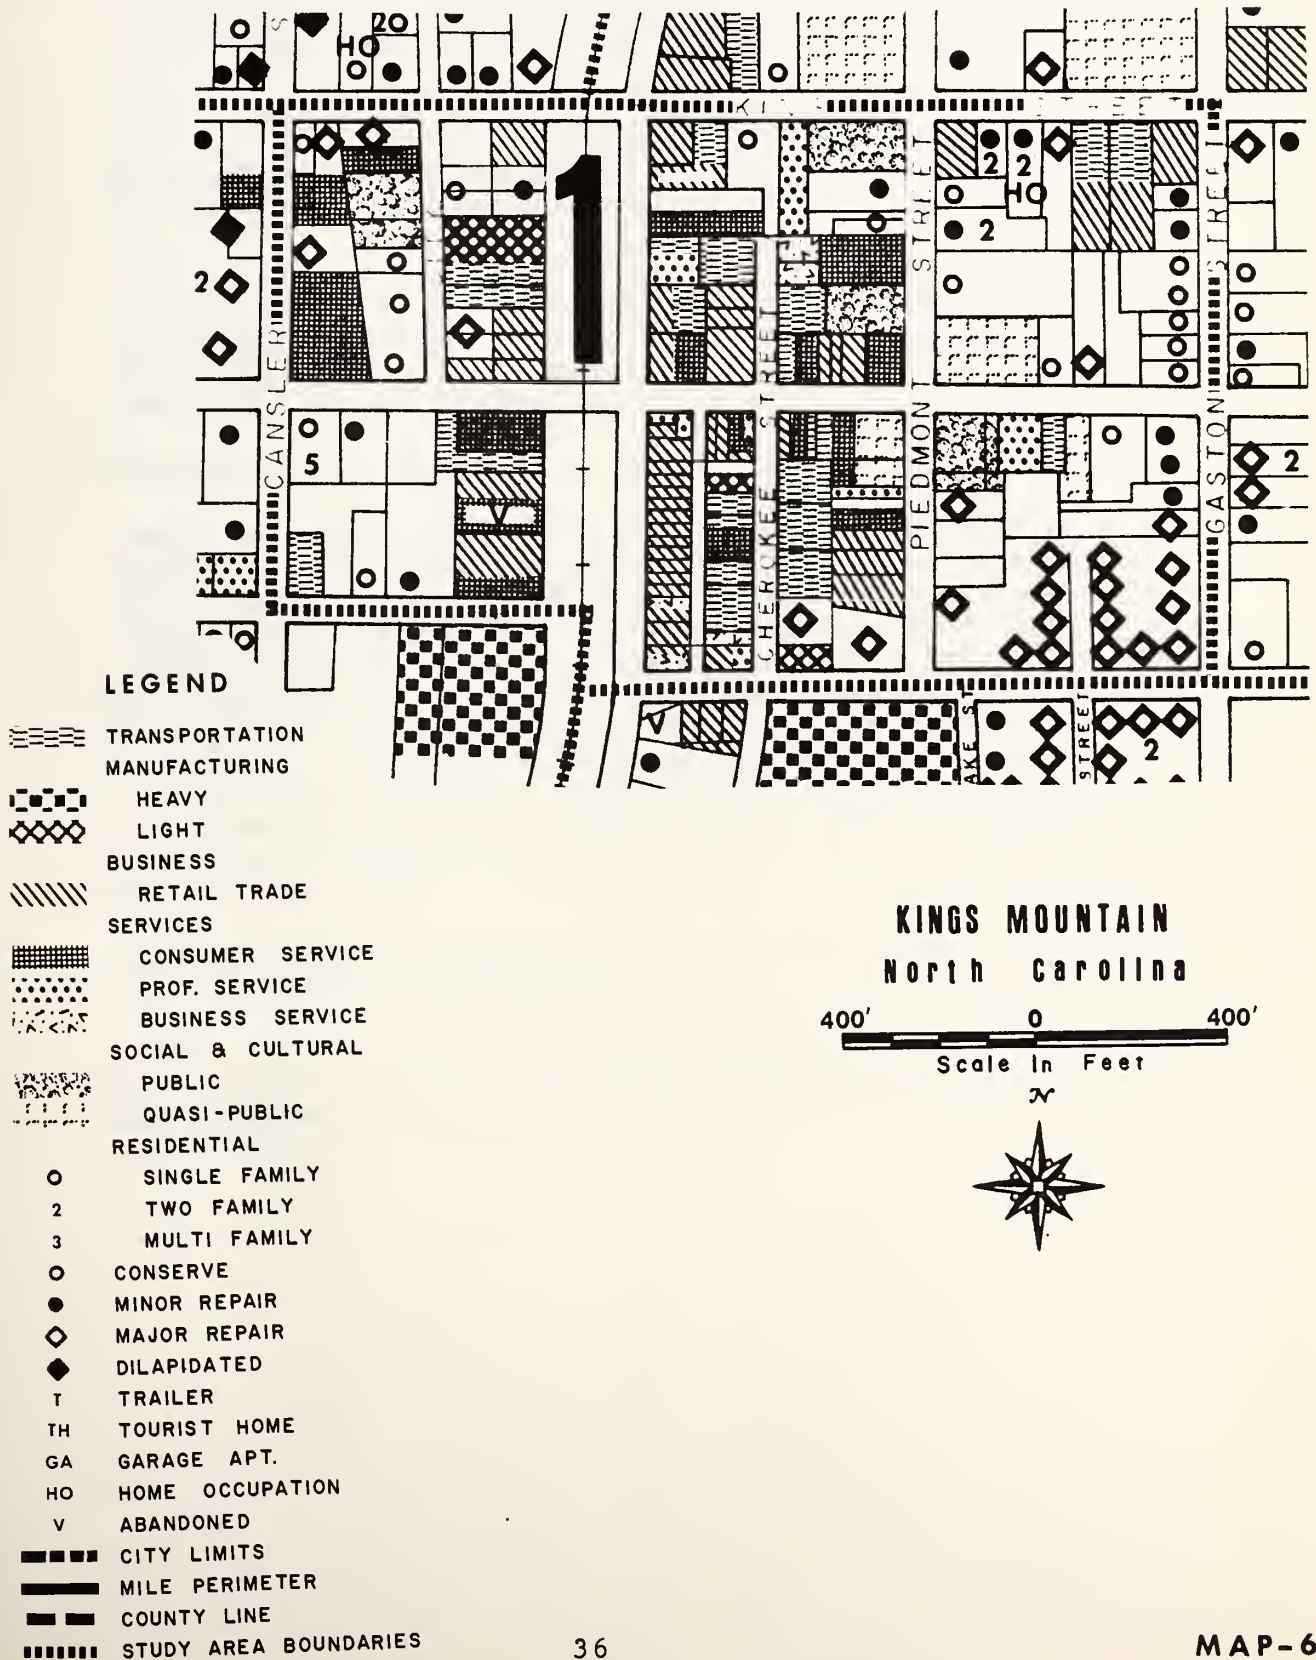 2
HO
2
2
HO
2
1
2
STREET
STREET
CANSLER
STREET
5
V
CHEROKEE
PIEDMONT
GASTON
2
LEGEND
TRANSPORTATION
MANUFACTURING
HEAVY
LIGHT
BUSINESS
RETAIL TRADE
SERVICES
CONSUMER SERVICE
PROF. SERVICE
BUSINESS SERVICE
SOCIAL & CULTURAL
PUBLIC
QUASI-PUBLIC
RESIDENTIAL
SINGLE FAMILY
2 TWO FAMILY
3 MULTI FAMILY
CONSERVE
MINOR REPAIR
MAJOR REPAIR
DILAPIDATED
T TRAILER
TH TOURIST HOME
GA GARAGE APT.
HO HOME OCCUPATION
V ABANDONED
CITY LIMITS
MILE PERIMETER
COUNTY LINE
STUDY AREA BOUNDARIES
V
AKE ST
STREET
2
KINGS MOUNTAIN
North Carolina
400' 0 400'
Scale In Feet
N
36
MAP-6